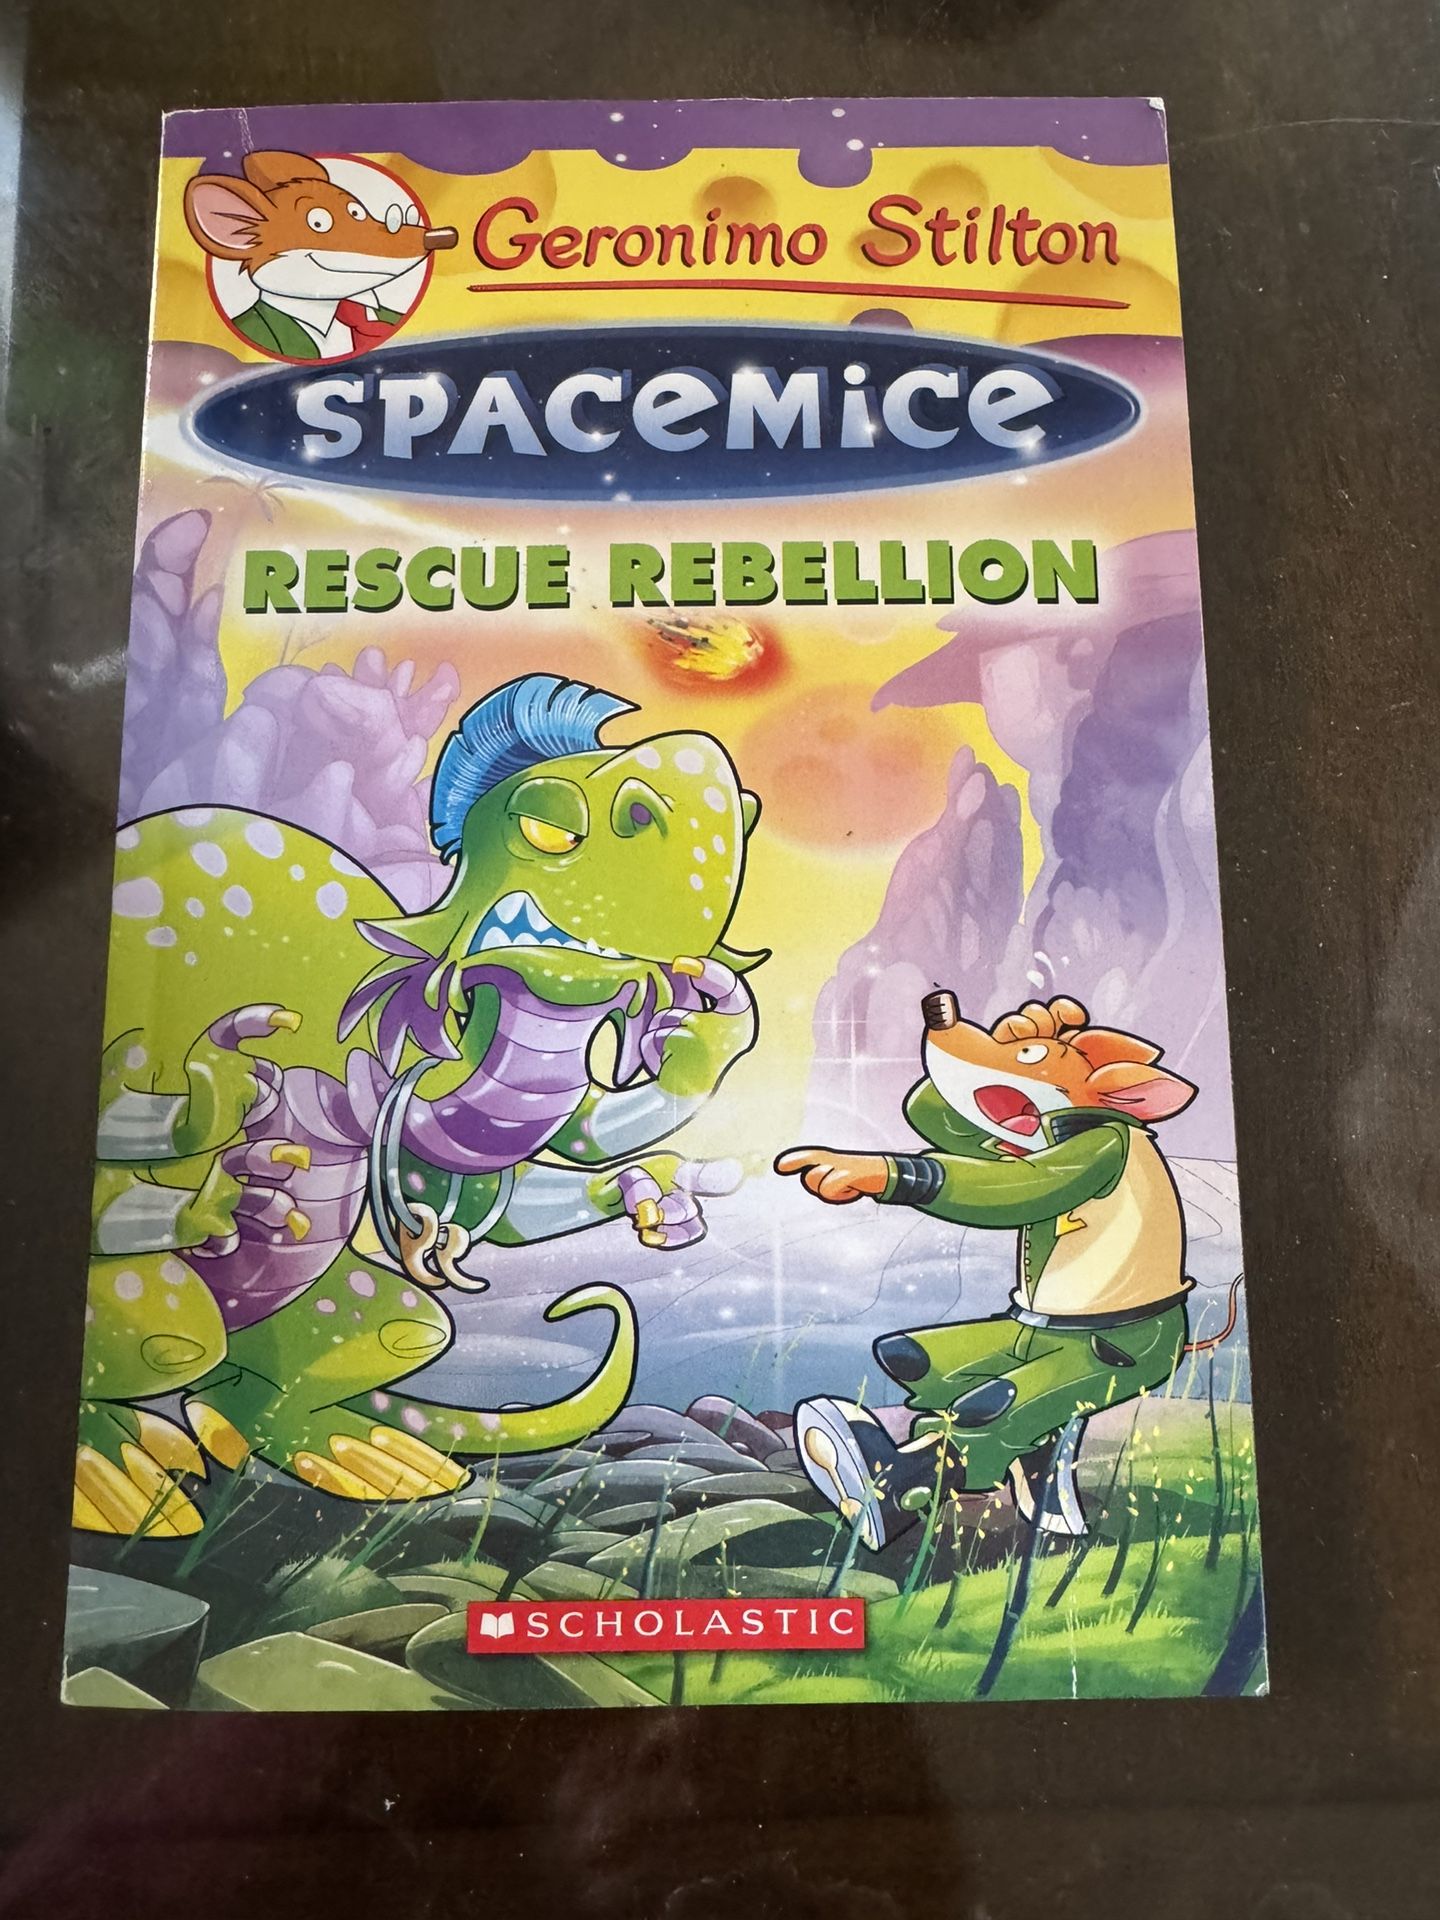 Geronimo Stilton
SPACEMiCE
RESCUE REBELLION
SCHOLASTIC